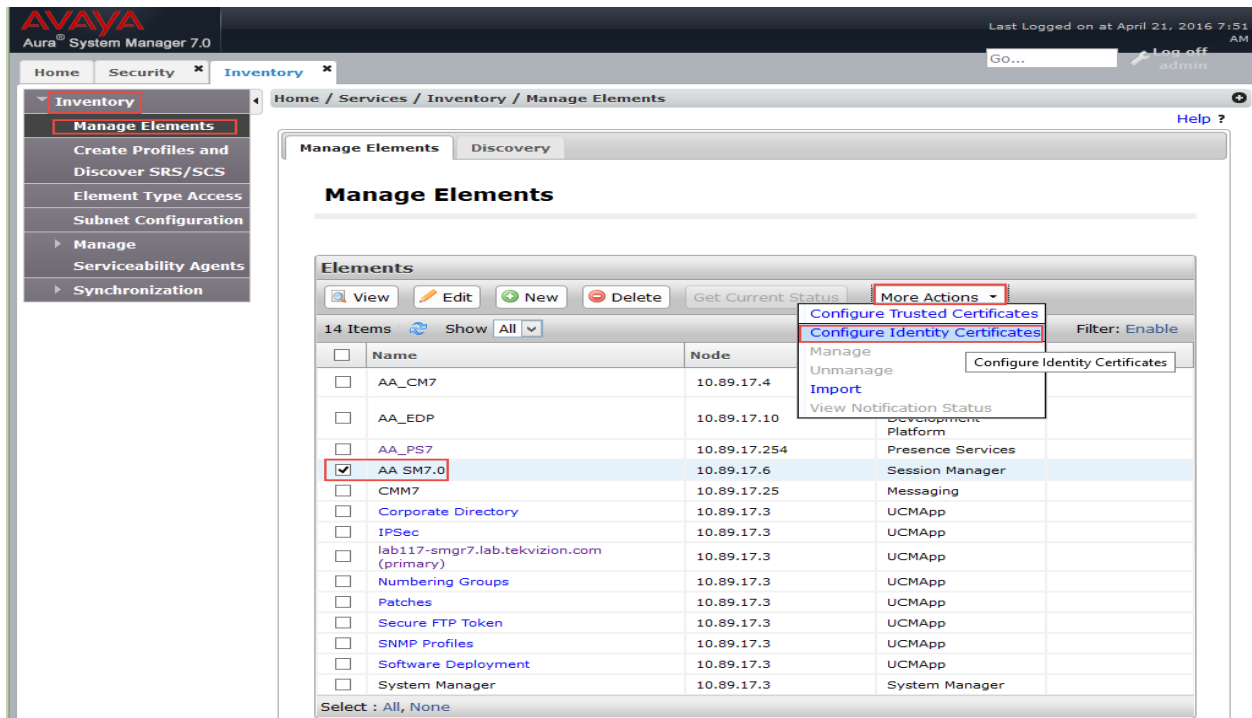 AVAYA
Aura® System Manager 7.0
Last Logged on at April 21, 2016 7:51
AM
Go...
Log off
admin
Home
Security
Inventory
Inventory
Manage Elements
Create Profiles and
Discover SRS/SCS
Element Type Access
Subnet Configuration
Manage
Serviceability Agents
Synchronization
Home / Services / Inventory / Manage Elements
Help ?
Manage Elements
Discovery
Manage Elements
Elements
View
Edit
New
Delete
Get Current Status
More Actions
Configure Trusted Certificates
Configure Identity Certificates
Manage
Unmanage
Import
View Notification Status
Configure Identity Certificates
14 Items
Show All
Filter: Enable
Name Node
AA_CM7 10.89.17.4
AA_EDP 10.89.17.10 Development
Platform
AA_PS7 10.89.17.254 Presence Services
AA SM7.0 10.89.17.6 Session Manager
CMM7 10.89.17.25 Messaging
Corporate Directory 10.89.17.3 UCMApp
IPSec 10.89.17.3 UCMApp
lab117-smgr7.lab.tekvizion.com
(primary) 10.89.17.3 UCMApp
Numbering Groups 10.89.17.3 UCMApp
Patches 10.89.17.3 UCMApp
Secure FTP Token 10.89.17.3 UCMApp
SNMP Profiles 10.89.17.3 UCMApp
Software Deployment 10.89.17.3 UCMApp
System Manager 10.89.17.3 System Manager
Select : All, None